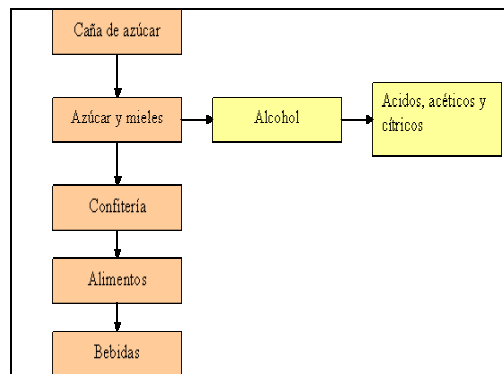 Caña de azúcar
Azúcar y mieles
Alcohol
Acidos, acéticos y
cítricos
Confitería
Alimentos
Bebidas